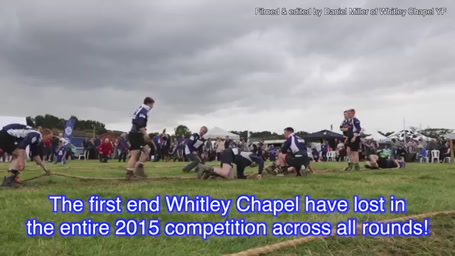 Filmed & edited by Daniel Miller of Whitley Chapel YF
The first end Whitley Chapel have lost in
the entire 2015 competition across all rounds!